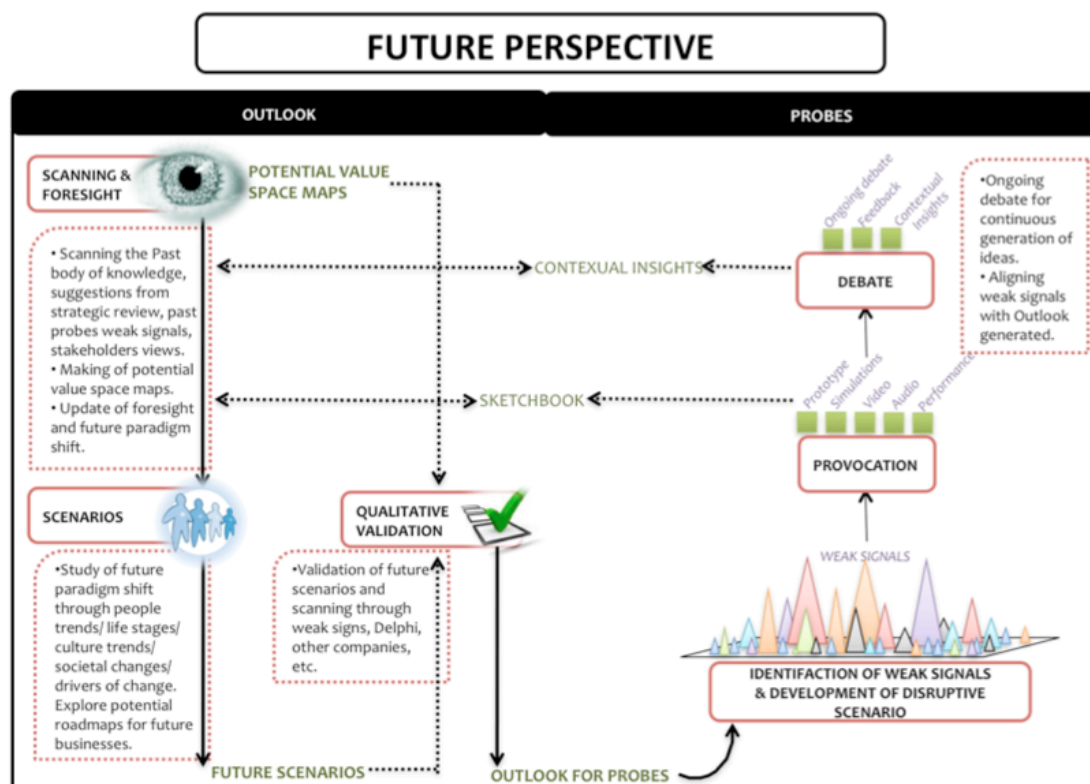 FUTURE PERSPECTIVE
OUTLOOK
PROBES
SCANNING &
FORESIGHT
POTENTIAL VALUE
SPACE MAPS
• Scanning the Past
body of knowledge,
suggestions from
strategic review, past
probes weak signals,
stakeholders views.
• Making of potential
value space maps.
• Update of foresight
and future paradigm
shift.
CONTEXUAL INSIGHTS
SKETCHBOOK
Ongoing debate
Feedback
Contextual
Insights
DEBATE
•Ongoing
debate for
continuous
generation of
ideas.
• Aligning
weak signals
with Outlook
generated.
Prototype
Simulations
Video
Audio
Performance
PROVOCATION
SCENARIOS
•Study of future
paradigm shift
through people
trends/ life stages/
culture trends/
societal changes/
drivers of change.
Explore potential
roadmaps for future
businesses.
QUALITATIVE
VALIDATION
•Validation of future
scenarios and
scanning through
weak signs, Delphi,
other companies,
etc.
WEAK SIGNALS
IDENTIFACTION OF WEAK SIGNALS
& DEVELOPMENT OF DISRUPTIVE
SCENARIO
FUTURE SCENARIOS
OUTLOOK FOR PROBES